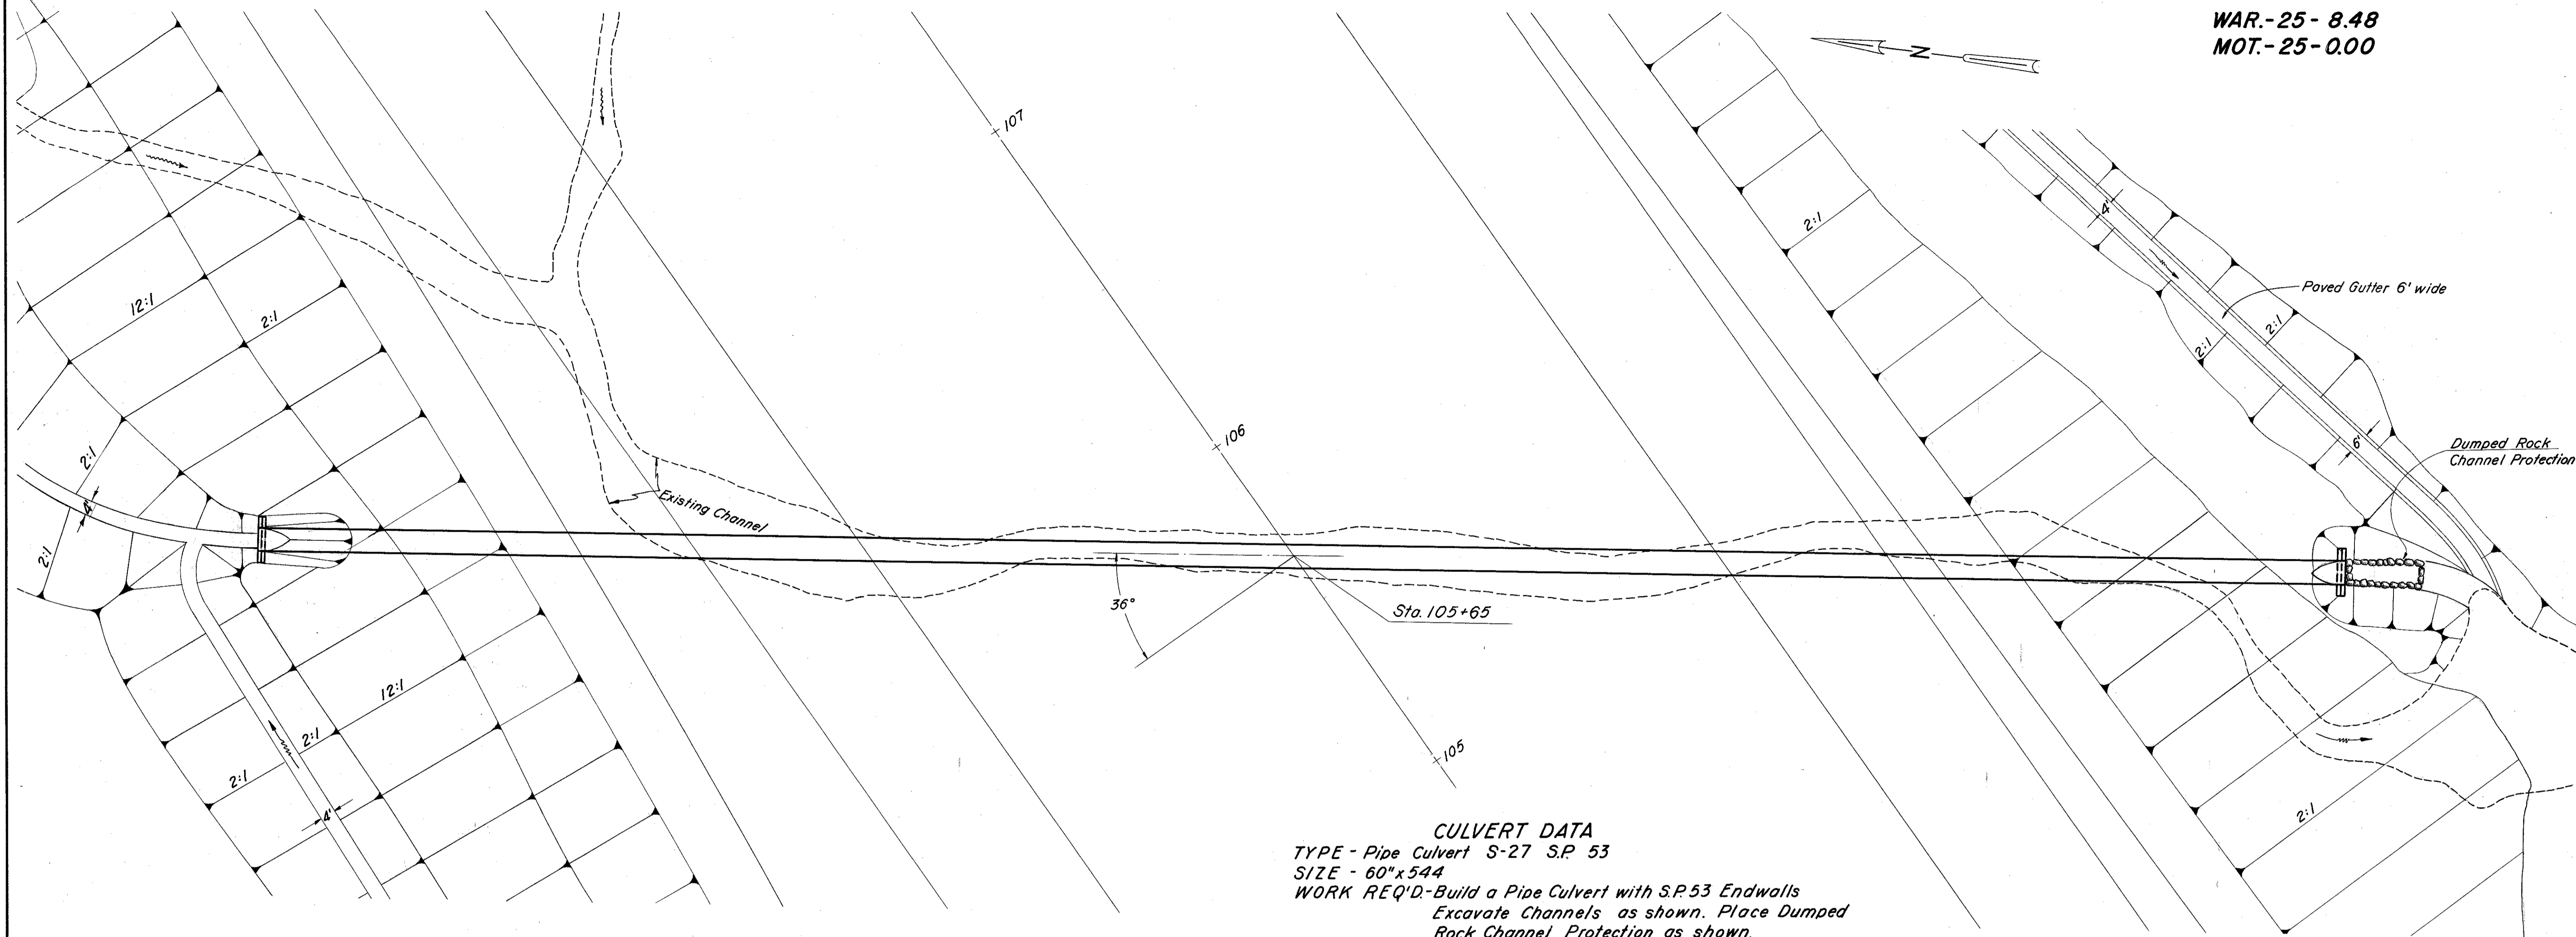 WAR.-25-8.48
MOT.-25-0.00
N
107
4'
2:1
Paved Gutter 6' wide
12:1
2:1
2:1
2:1
106
6'
Dumped Rock
Channel Protection
2:1
4'
Existing Channel
2:1
36°
Sta. 105+65
12:1
2:1
2:1
105
4'
2:1
CULVERT DATA
TYPE - Pipe Culvert S-27 S.P. 53
SIZE - 60"x544
WORK REQ'D.-Build a Pipe Culvert with S.P.53 Endwalls
Excavate Channels as shown. Place Dumped
Rock Channel Protection as shown.